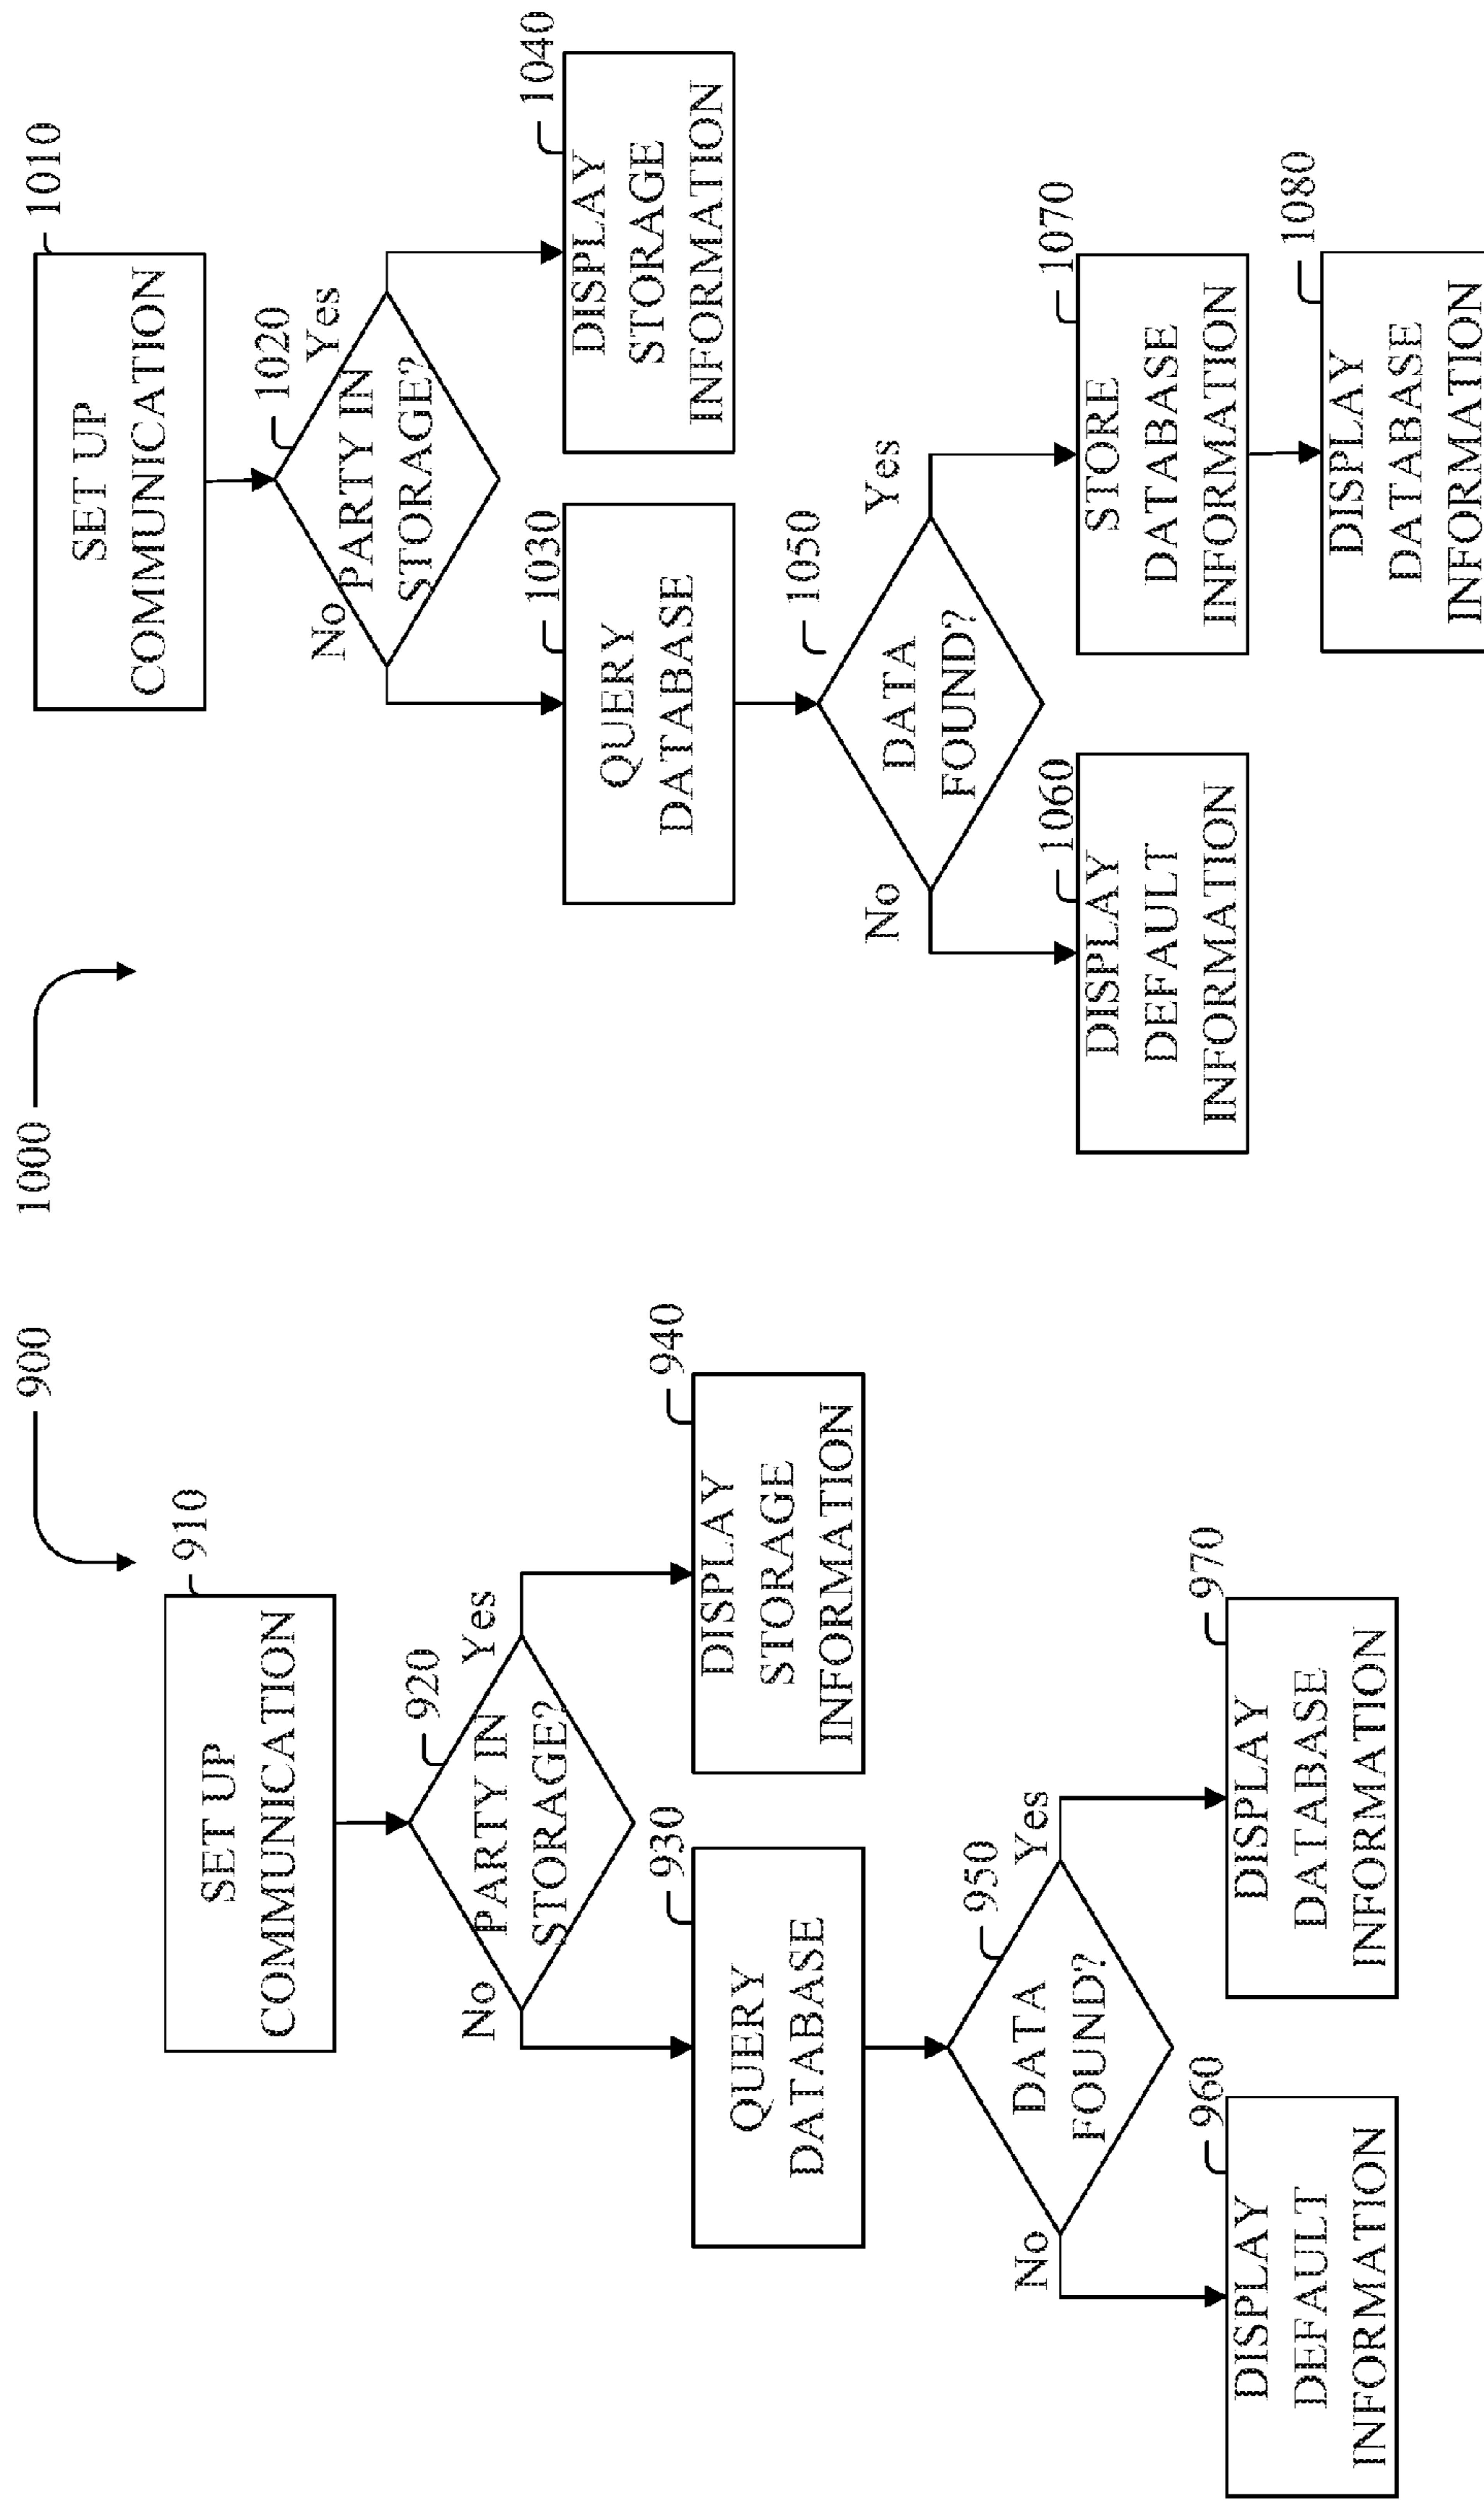 900
910
SET UP
COMMUNICATION
920
No
Yes
PARTY IN
STORAGE?
930
940
QUERY
DATABASE
DISPLAY
STORAGE
INFORMATION
950
No
Yes
DATA
FOUND?
960
970
DISPLAY
DEFAULT
INFORMATION
DISPLAY
DATABASE
INFORMATION
1000
1010
SET UP
COMMUNICATION
1020
No
Yes
PARTY IN
STORAGE?
1030
1040
QUERY
DATABASE
DISPLAY
STORAGE
INFORMATION
1050
No
Yes
DATA
FOUND?
1060
1070
DISPLAY
DEFAULT
INFORMATION
STORE
DATABASE
INFORMATION
1080
DISPLAY
DATABASE
INFORMATION